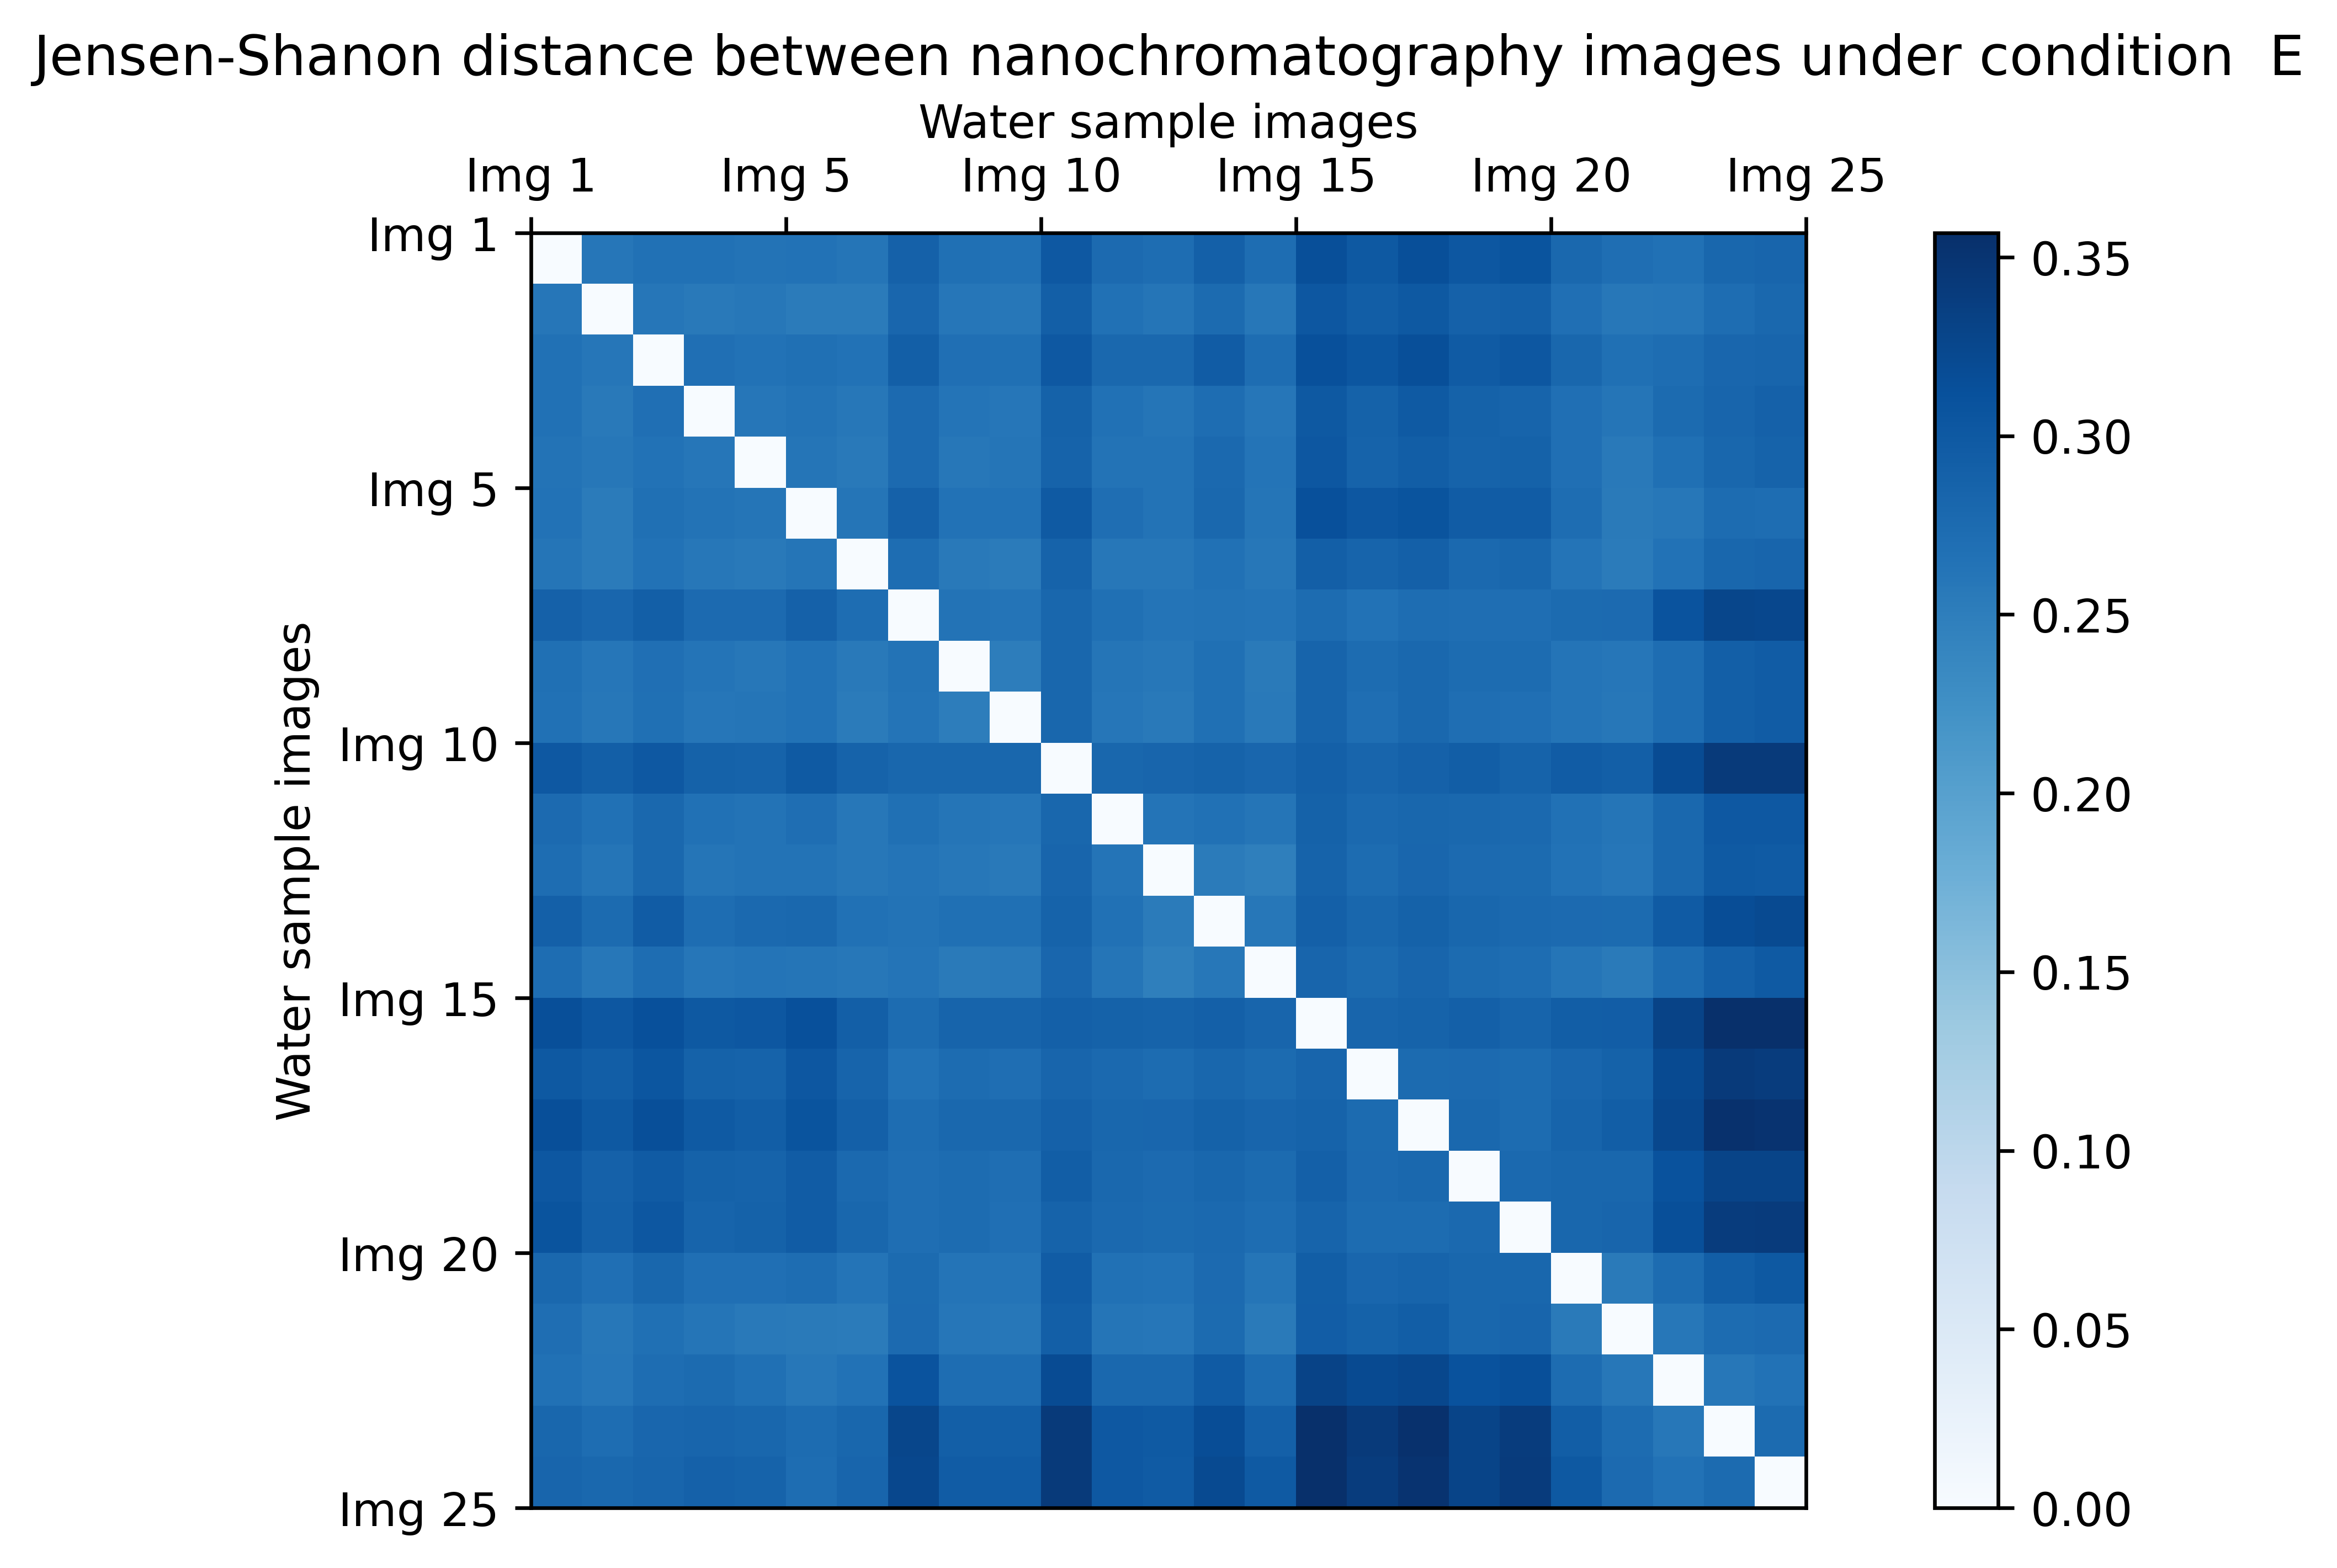 Jensen-Shanon distance between nanochromatography images under condition  E
Water sample images
Img 1 Img 5 Img 10 Img 15 Img 20 Img 25
Img 1
Img 5
Img 10
Img 15
Img 20
Img 25
Water sample images
0.35
0.30
0.25
0.20
0.15
0.10
0.05
0.00